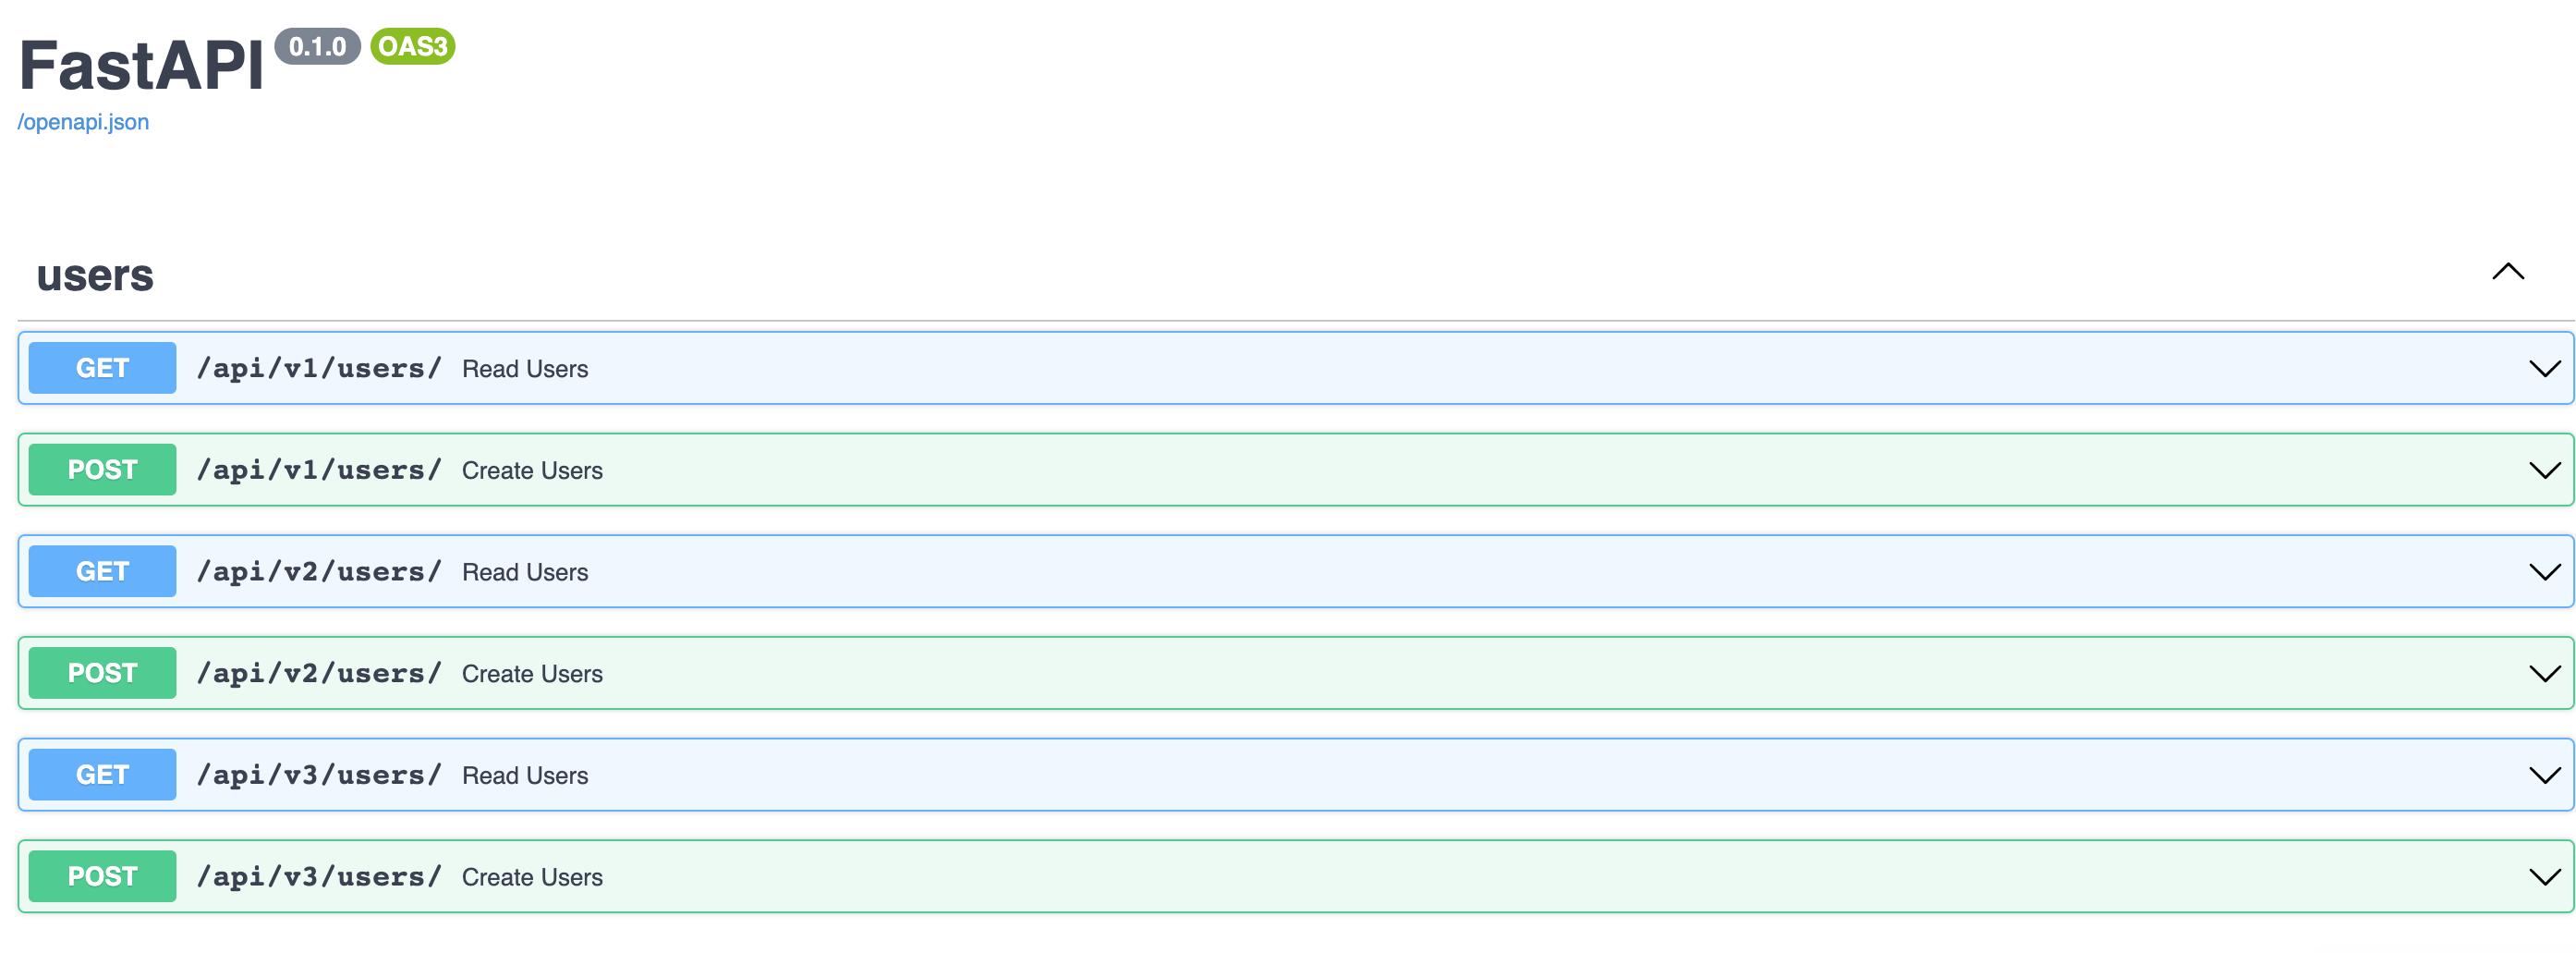 FastAPI 0.1.0 OAS3
/openapi.json
users
GET /api/v1/users/ Read Users
POST /api/v1/users/ Create Users
GET /api/v2/users/ Read Users
POST /api/v2/users/ Create Users
GET /api/v3/users/ Read Users
POST /api/v3/users/ Create Users